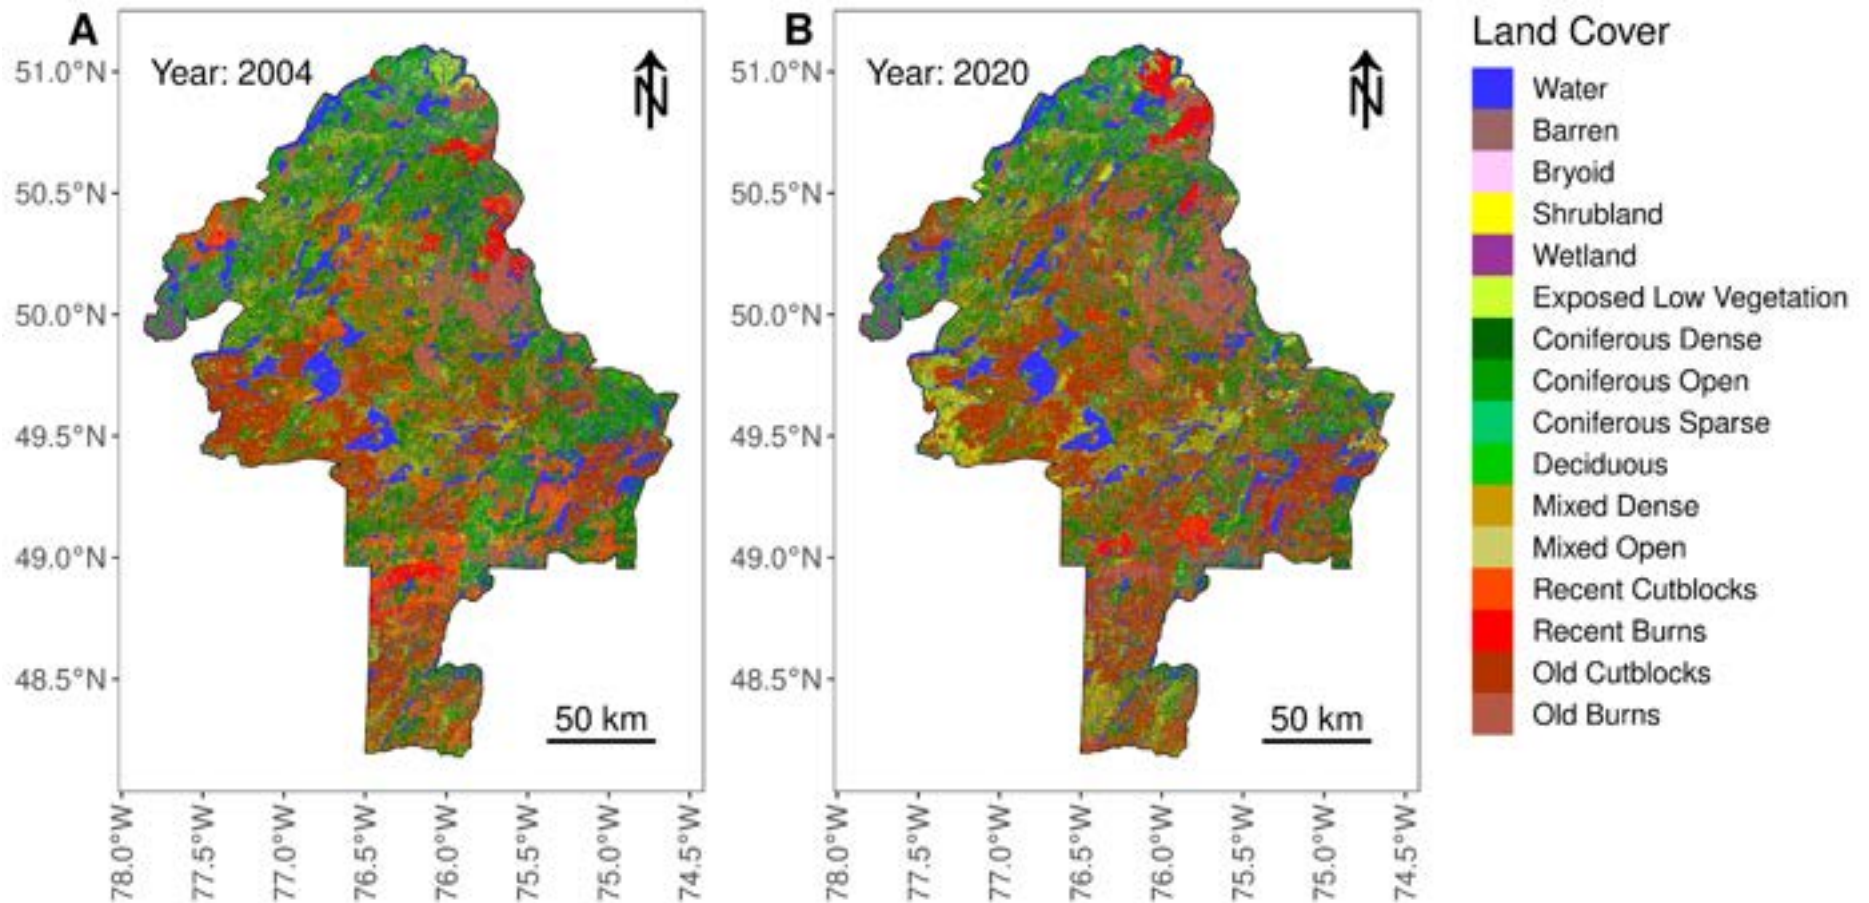 A
Year: 2004
N
51.0°N
50.5°N
50.0°N
49.5°N
49.0°N
48.5°N
50 km
78.0°W
77.5°W
77.0°W
76.5°W
76.0°W
75.5°W
75.0°W
74.5°W
B
Year: 2020
N
51.0°N
50.5°N
50.0°N
49.5°N
49.0°N
48.5°N
50 km
78.0°W
77.5°W
77.0°W
76.5°W
76.0°W
75.5°W
75.0°W
74.5°W
Land Cover
Water
Barren
Bryoid
Shrubland
Wetland
Exposed Low Vegetation
Coniferous Dense
Coniferous Open
Coniferous Sparse
Deciduous
Mixed Dense
Mixed Open
Recent Cutblocks
Recent Burns
Old Cutblocks
Old Burns